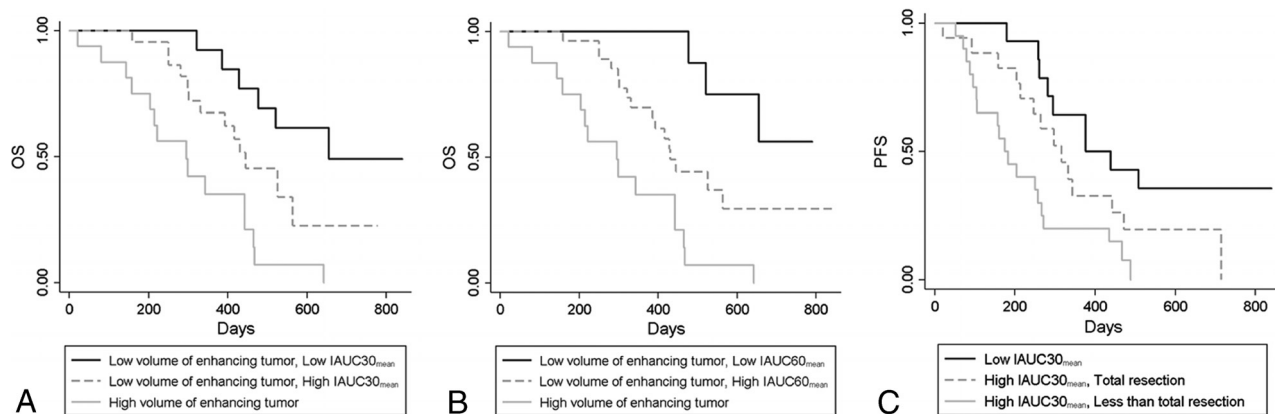 1.00
0.50
0.00
OS
0 200 400 600 800
Days
Low volume of enhancing tumor, Low IAUC30mean
Low volume of enhancing tumor, High IAUC30mean
High volume of enhancing tumor
A
1.00
0.50
0.00
OS
0 200 400 600 800
Days
Low volume of enhancing tumor, Low IAUC60mean
Low volume of enhancing tumor, High IAUC60mean
High volume of enhancing tumor
B
1.00
0.50
0.00
PFS
0 200 400 600 800
Days
Low IAUC30mean
High IAUC30mean, Total resection
High IAUC30mean, Less than total resection
C